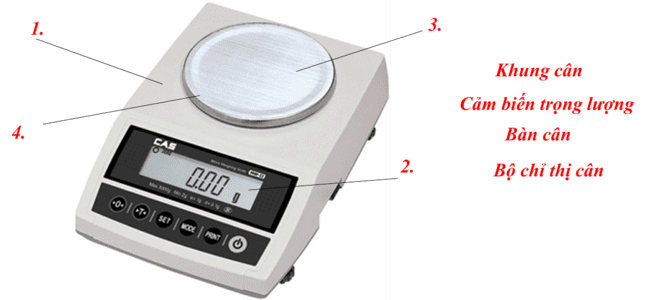 1.
3.
Khung cân
Cảm biến trọng lượng
4.
Bàn cân
2.
Bộ chỉ thị cân
CAS
0.00 g
→0← →T← SET MODE PRINT